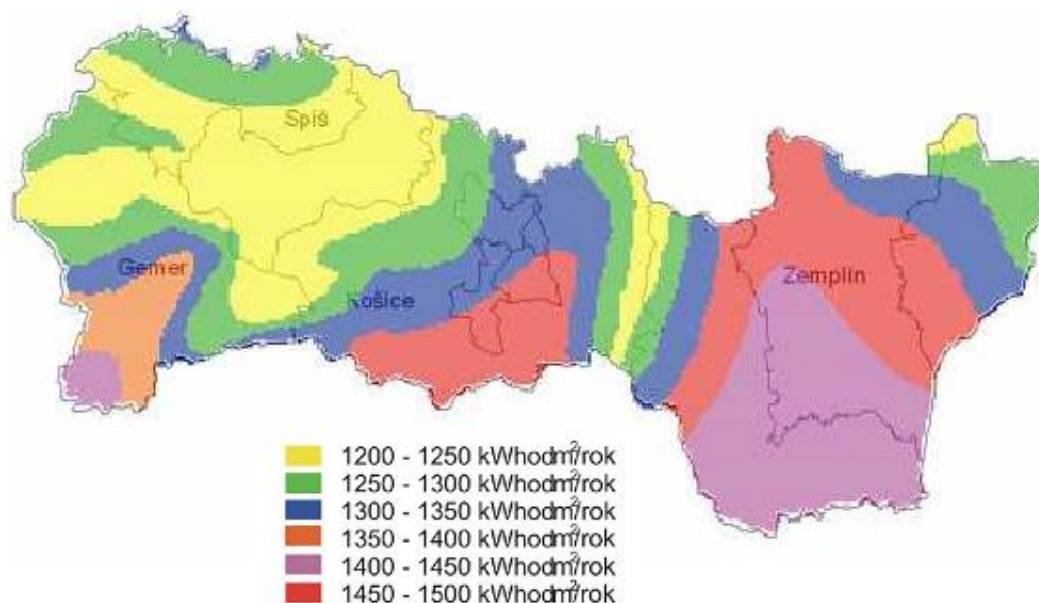 Spiš
Gemer
Košice
Zemplín
1200 - 1250 kWhodm²/rok
1250 - 1300 kWhodm²/rok
1300 - 1350 kWhodm²/rok
1350 - 1400 kWhodm²/rok
1400 - 1450 kWhodm²/rok
1450 - 1500 kWhodm²/rok